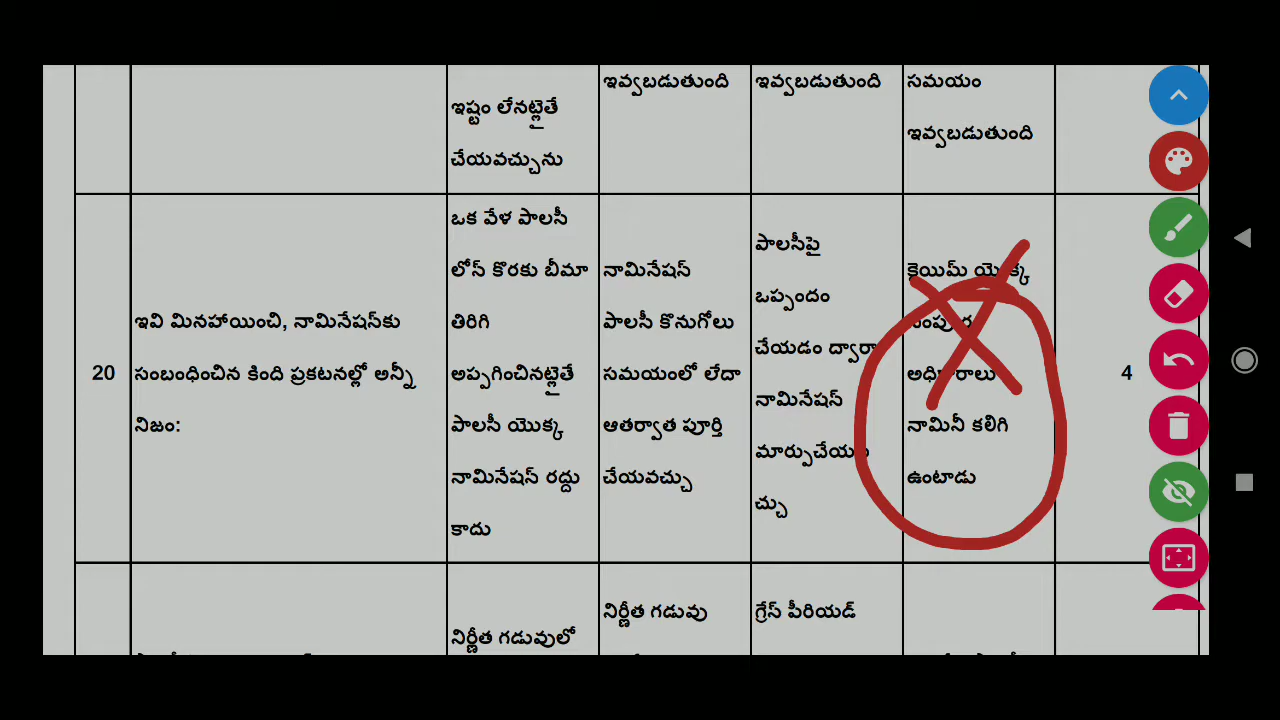 ఇష్టం లేనట్లైతే
చేయవచ్చును
ఇవ్వబడుతుంది
ఇవ్వబడుతుంది
సమయం
ఇవ్వబడుతుంది
20
ఇవి మినహాయించి, నామినేషన్‌కు
సంబంధించిన కింది ప్రకటనల్లో అన్నీ
నిజం:
ఒక వేళ పాలసీ
లోన్ కొరకు బీమా
తిరిగి
అప్పగించినట్లైతే
పాలసీ యొక్క
నామినేషన్ రద్దు
కాదు
నామినేషన్
పాలసీ కొనుగోలు
సమయంలో లేదా
ఆతర్వాత పూర్తి
చేయవచ్చు
పాలసీపై
ఒప్పందం
చేయడం ద్వారా
నామినేషన్
మార్పుచేయవ
చ్చు
క్లెయిమ్ యొక్క
అధికారాలు
నామినీ కలిగి
ఉంటాడు
4
నిర్ణీత గడువులో
నిర్ణీత గడువు
గ్రేస్ పీరియడ్